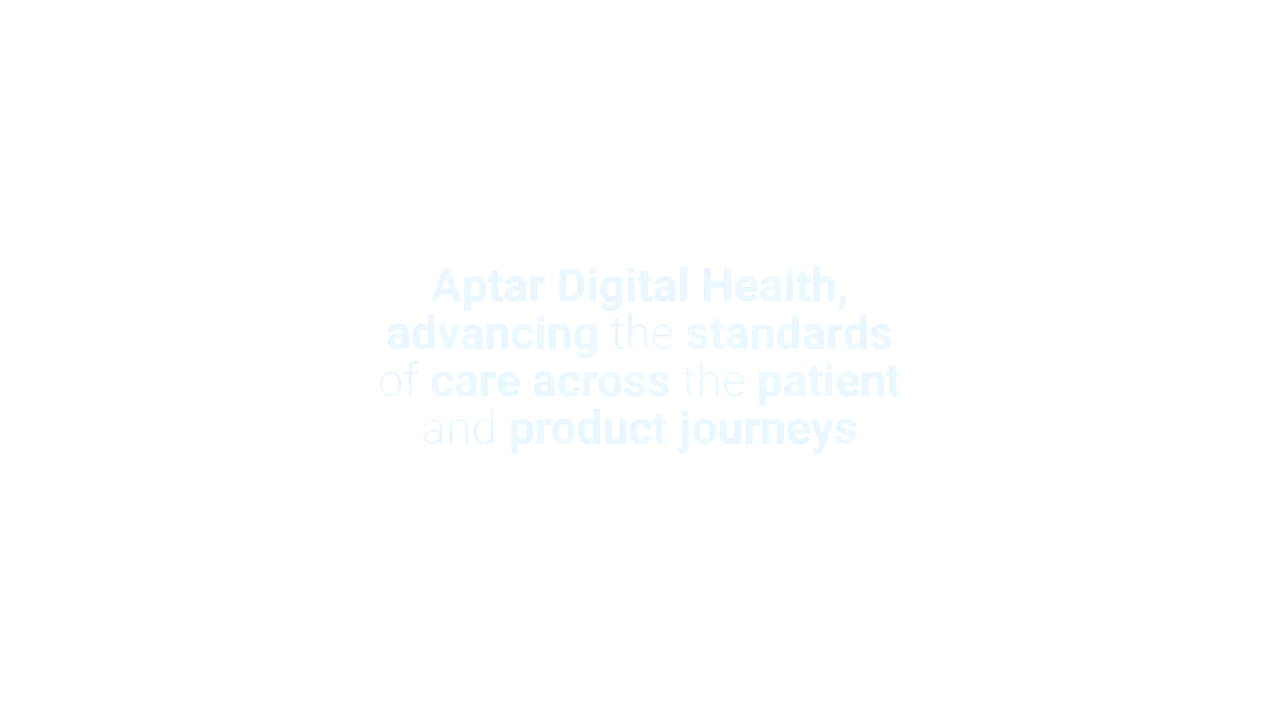 Aptar Digital Health,
advancing the standards
of care across the patient
and product journeys